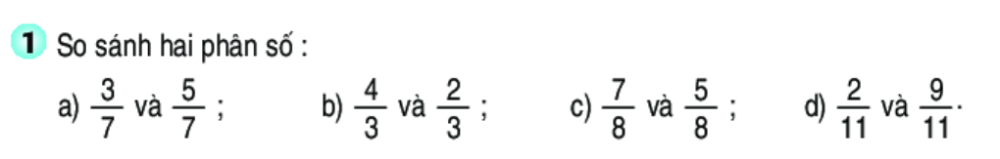 1 So sánh hai phân số :
a) 3/7 và 5/7 ; b) 4/3 và 2/3 ; c) 7/8 và 5/8 ; d) 2/11 và 9/11.